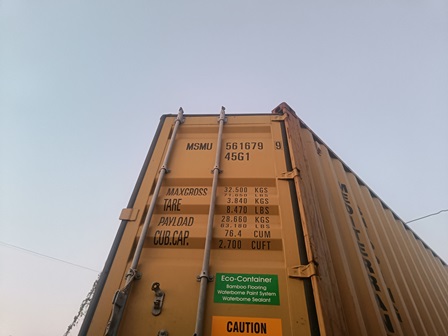 MSMU 561679 9
45G1
MAXGROSS 32.500 KGS
TARE 3.840 KGS
8.470 LBS
PAYLOAD 28.660 KGS
63.180 LBS
CUB.CAP. 76,4 CUM
2.700 CUFT
Eco-Container
Bamboo Flooring
Waterborne Paint System
Waterborne Sealant
CAUTION